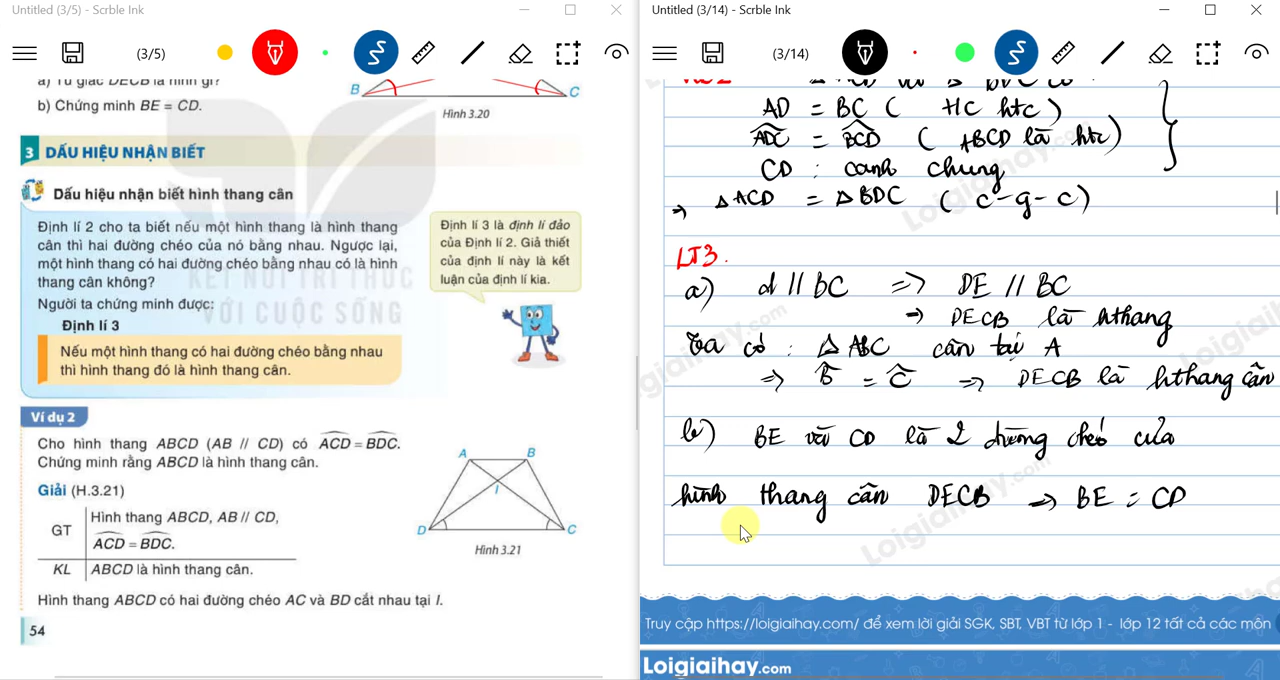 Untitled (3/5) - Scrble Ink
(3/5)
a) Tứ giác DECB là hình gì?
b) Chứng minh BE = CD.
B
C
Hình 3.20
3 DẤU HIỆU NHẬN BIẾT
Dấu hiệu nhận biết hình thang cân
Định lí 2 cho ta biết nếu một hình thang là hình thang
cân thì hai đường chéo của nó bằng nhau. Ngược lại,
một hình thang có hai đường chéo bằng nhau có là hình
thang cân không?
Người ta chứng minh được:
Định lí 3
Nếu một hình thang có hai đường chéo bằng nhau
thì hình thang đó là hình thang cân.
Định lí 3 là định lí đảo
của Định lí 2. Giả thiết
của định lí này là kết
luận của định lí kia.
KẾT NỐI TRI THỨC
VỚI CUỘC SỐNG
Ví dụ 2
Cho hình thang ABCD (AB // CD) có ACD = BDC.
Chứng minh rằng ABCD là hình thang cân.
Giải (H.3.21)
GT
Hình thang ABCD, AB // CD,
ACD = BDC.
KL
ABCD là hình thang cân.
A
B
I
D
C
Hình 3.21
Hình thang ABCD có hai đường chéo AC và BD cắt nhau tại I.
54
Untitled (3/14) - Scrble Ink
(3/14)
AD = BC ( HC htc )
ADC = BCD ( ABCD là htc)
CD : canh chung
=> Δ ACD = Δ BDC ( c-g-c)
LT3.
a) d // BC => DE // BC
-> DECB là hthang
Ta có : Δ ABC cân tại A
=> B = C => DECB là hthang cân
b) BE và CD là 2 đường chéo của
hình thang cân DECB => BE = CD
Loigiaihay.com
Loigiaihay.com
Truy cập https://loigiaihay.com/ để xem lời giải SGK, SBT, VBT từ lớp 1 - lớp 12 tất cả các môn
Loigiaihay.com